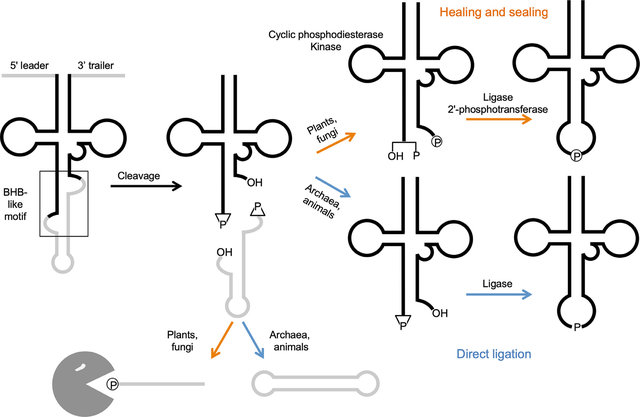 Healing and sealing
Cyclic phosphodiesterase
Kinase
5' leader
3' trailer
Plants,
fungi
Ligase
2'-phosphotransferase
OH
P
P
P
BHB-
like
motif
Cleavage
OH
P
P
OH
Archaea,
animals
P
OH
Ligase
P
Plants,
fungi
Archaea,
animals
Direct ligation
P